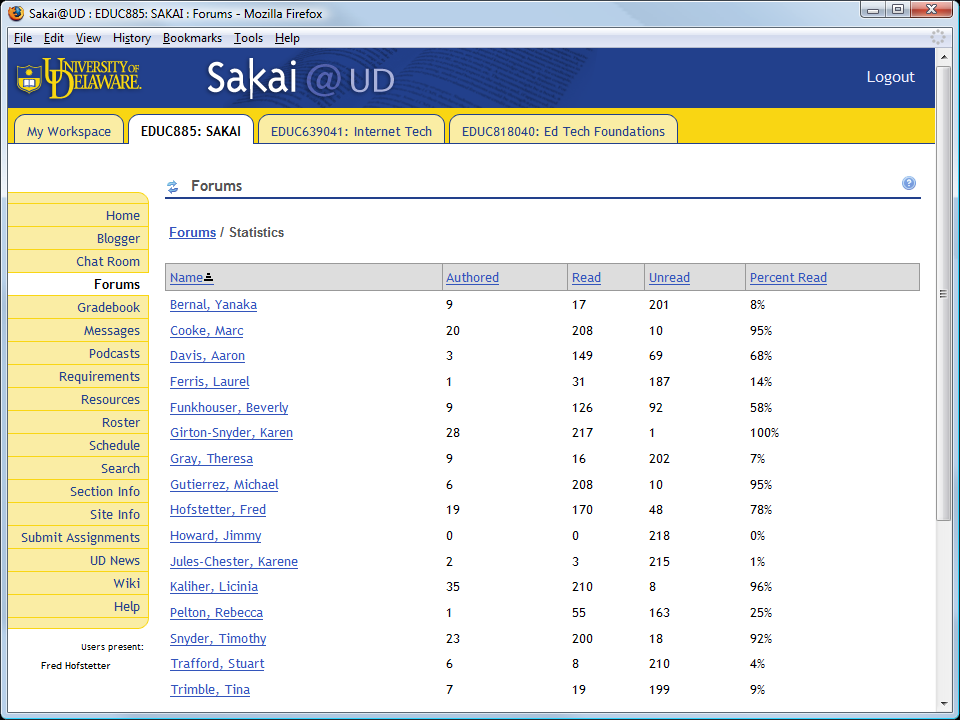 Sakai@UD : EDUC885: SAKAI : Forums - Mozilla Firefox
File Edit View History Bookmarks Tools Help
UNIVERSITY OF DELAWARE. Sakai @ UD Logout
My Workspace EDUC885: SAKAI EDUC639041: Internet Tech EDUC818040: Ed Tech Foundations
Forums
Home
Blogger
Chat Room
Forums
Gradebook
Messages
Podcasts
Requirements
Resources
Roster
Schedule
Search
Section Info
Site Info
Submit Assignments
UD News
Wiki
Help
Users present:
Fred Hofstetter
Forums / Statistics
Name Authored Read Unread Percent Read
Bernal, Yanaka 9 17 201 8%
Cooke, Marc 20 208 10 95%
Davis, Aaron 3 149 69 68%
Ferris, Laurel 1 31 187 14%
Funkhouser, Beverly 9 126 92 58%
Girton-Snyder, Karen 28 217 1 100%
Gray, Theresa 9 16 202 7%
Gutierrez, Michael 6 208 10 95%
Hofstetter, Fred 19 170 48 78%
Howard, Jimmy 0 0 218 0%
Jules-Chester, Karene 2 3 215 1%
Kaliher, Licinia 35 210 8 96%
Pelton, Rebecca 1 55 163 25%
Snyder, Timothy 23 200 18 92%
Trafford, Stuart 6 8 210 4%
Trimble, Tina 7 19 199 9%